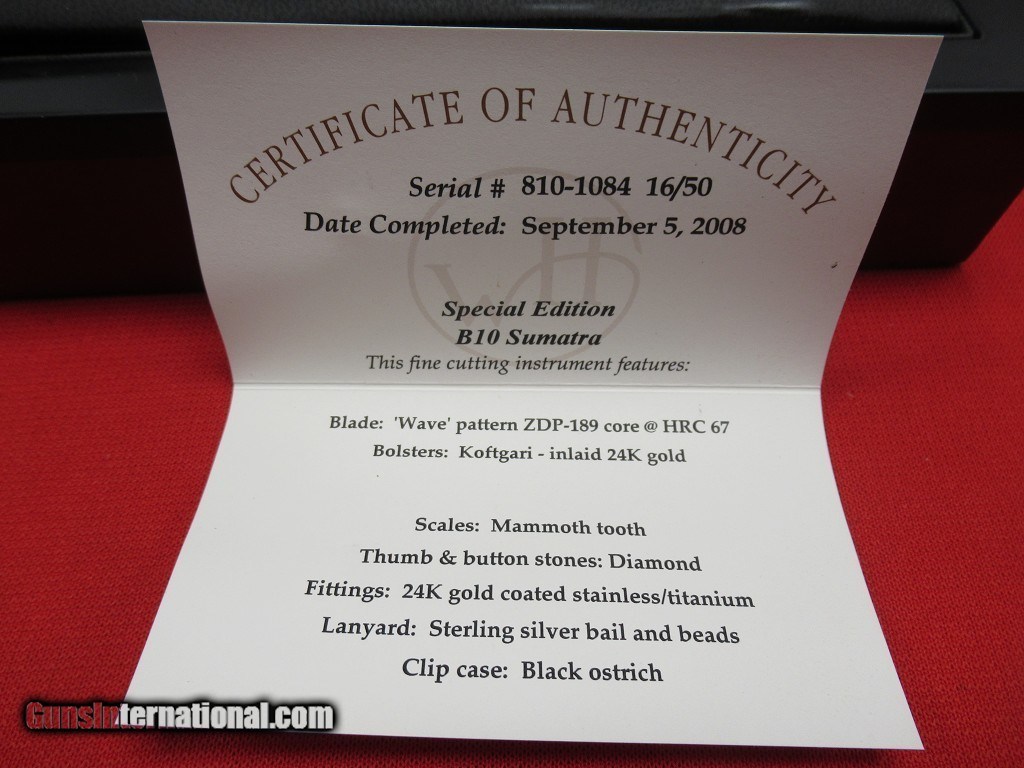 CERTIFICATE OF AUTHENTICITY
Serial # 810-1084 16/50
Date Completed: September 5, 2008
WH
Special Edition
B10 Sumatra
This fine cutting instrument features:
Blade: 'Wave' pattern ZDP-189 core @ HRC 67
Bolsters: Koftgari - inlaid 24K gold
Scales: Mammoth tooth
Thumb & button stones: Diamond
Fittings: 24K gold coated stainless/titanium
Lanyard: Sterling silver bail and beads
Clip case: Black ostrich
GunsInternational.com